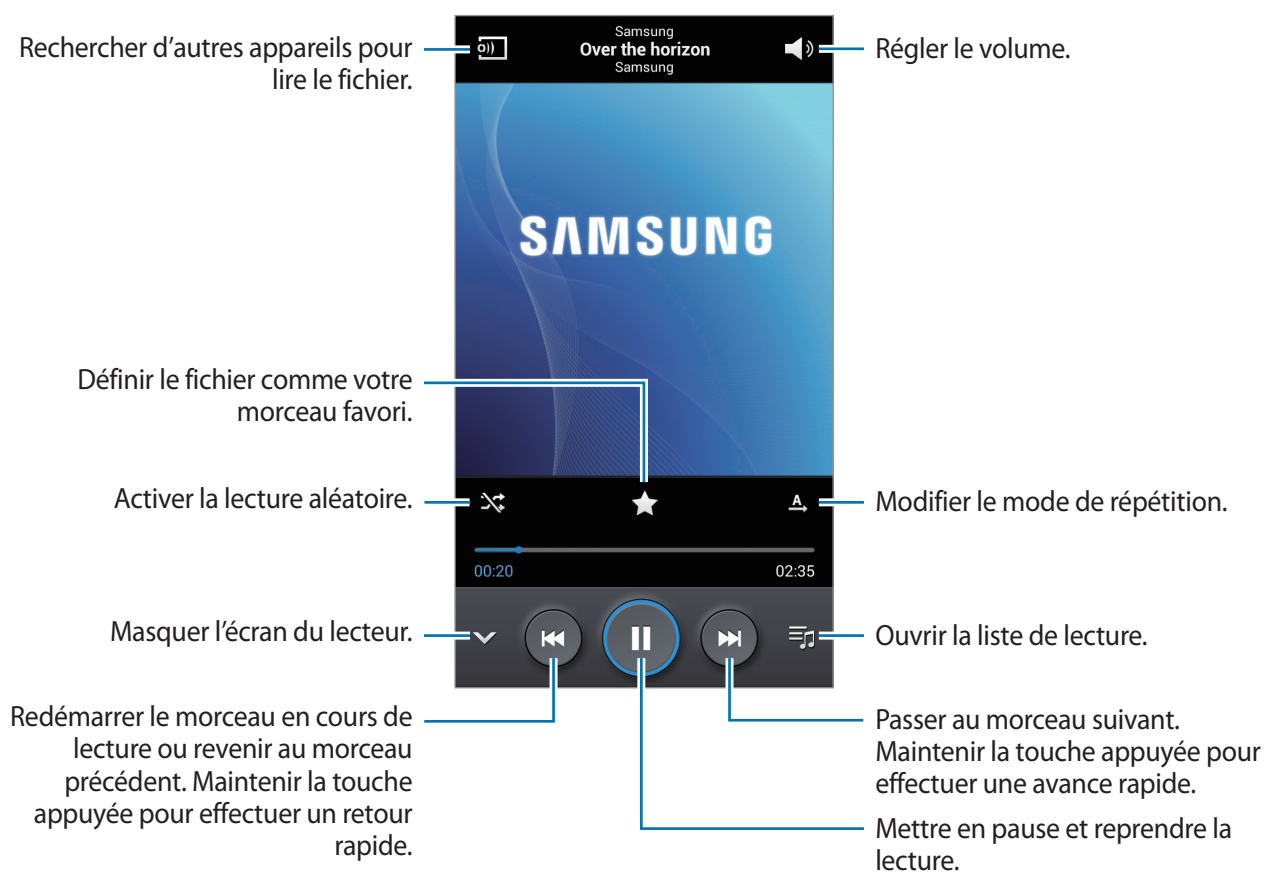 Rechercher d’autres appareils pour
lire le fichier.
Samsung
Over the horizon
Samsung
Régler le volume.
SAMSUNG
Définir le fichier comme votre
morceau favori.
Activer la lecture aléatoire.
A
Modifier le mode de répétition.
00:20
02:35
Masquer l’écran du lecteur.
Ouvrir la liste de lecture.
Redémarrer le morceau en cours de
lecture ou revenir au morceau
précédent. Maintenir la touche
appuyée pour effectuer un retour
rapide.
Passer au morceau suivant.
Maintenir la touche appuyée pour
effectuer une avance rapide.
Mettre en pause et reprendre la
lecture.